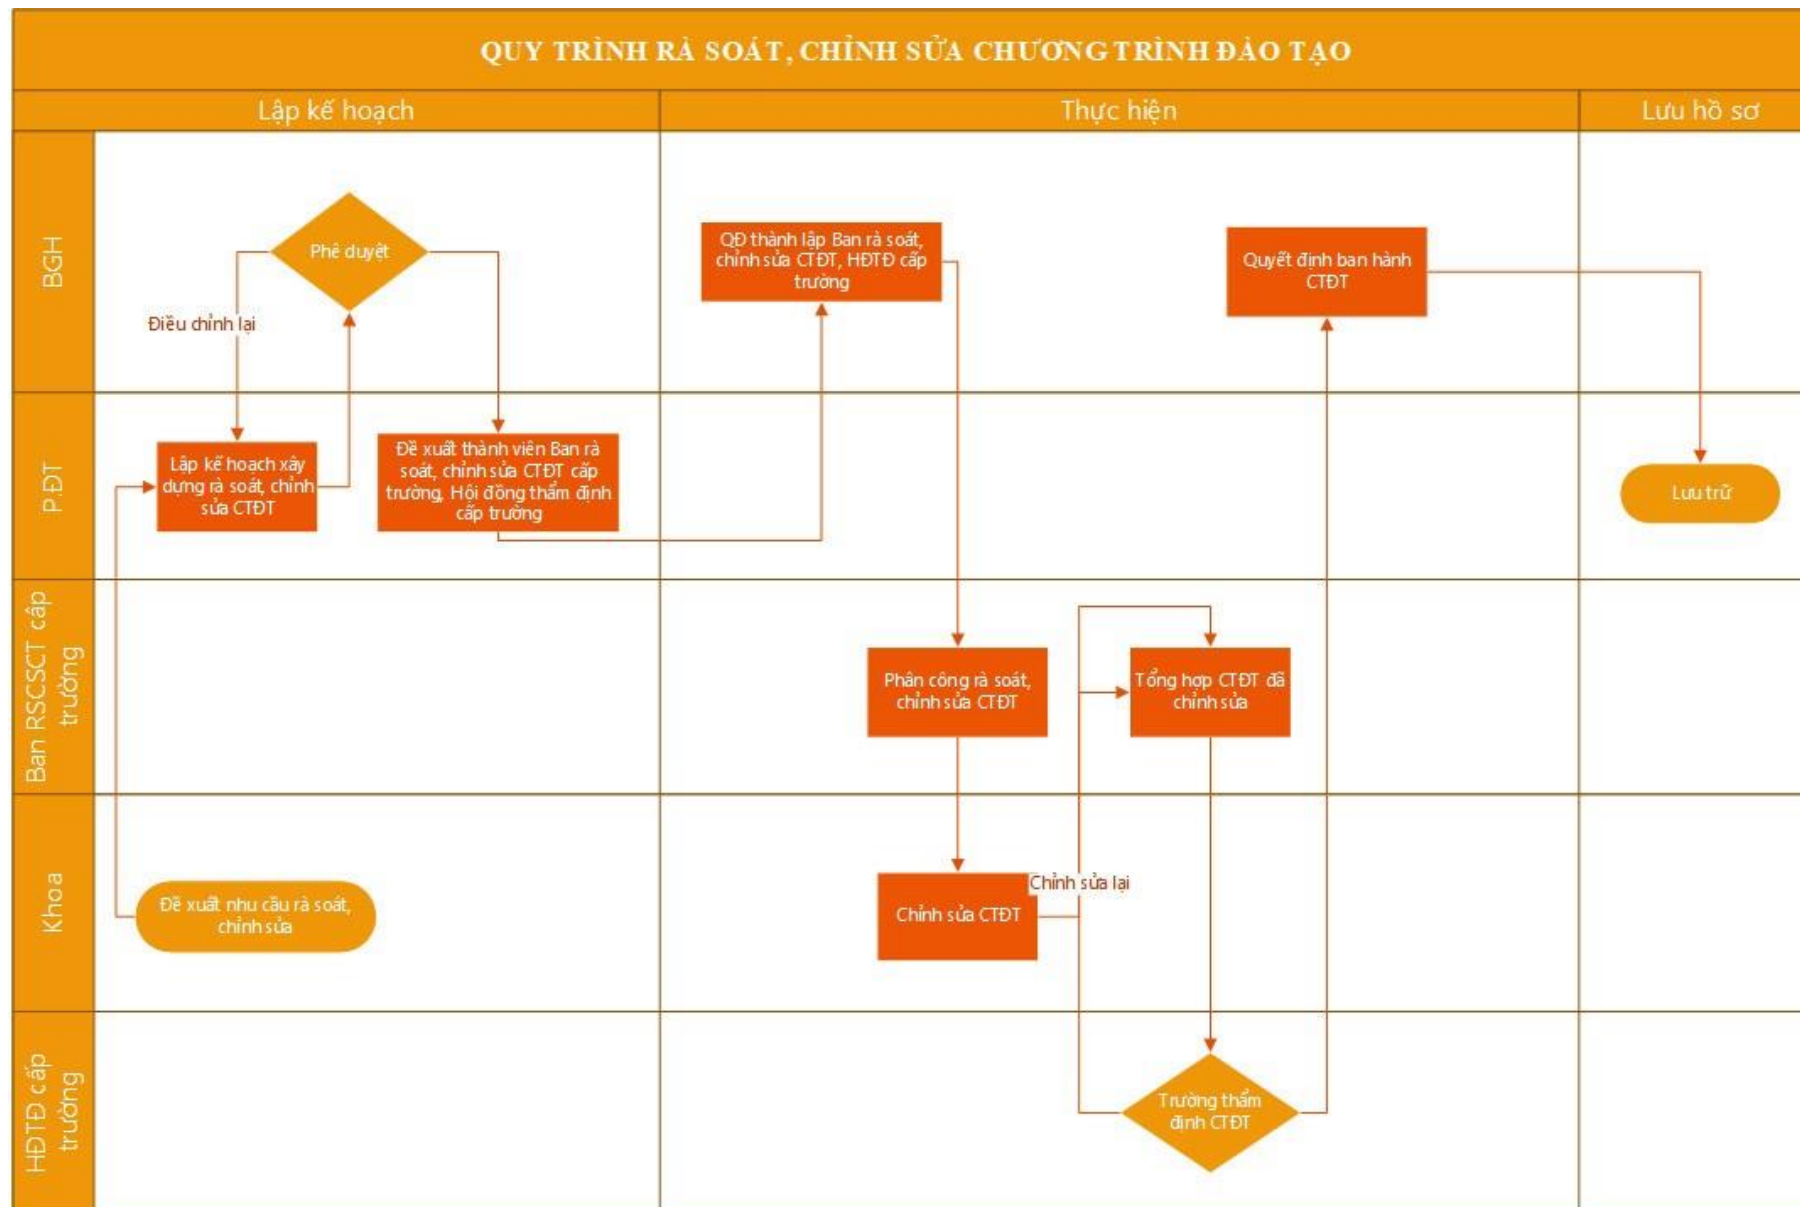 QUY TRÌNH RÀ SOÁT, CHỈNH SỬA CHƯƠNG TRÌNH ĐÀO TẠO
Lập kế hoạch
Thực hiện
Lưu hồ sơ
BGH
Phê duyệt
Điều chỉnh lại
QĐ thành lập Ban rà soát,
chỉnh sửa CTĐT, HĐTĐ cấp
trường
Quyết định ban hành
CTĐT
P.ĐT
Lập kế hoạch xây
dựng rà soát, chỉnh
sửa CTĐT
Đề xuất thành viên Ban rà
soát, chỉnh sửa CTĐT cấp
trường, Hội đồng thẩm định
cấp trường
Lưu trữ
Ban RSCSCT cấp
trường
Phân công rà soát,
chỉnh sửa CTĐT
Tổng hợp CTĐT đã
chỉnh sửa
Khoa
Đề xuất nhu cầu rà soát,
chỉnh sửa
Chỉnh sửa CTĐT
Chỉnh sửa lại
HĐTĐ cấp
trường
Trường thẩm
định CTĐT